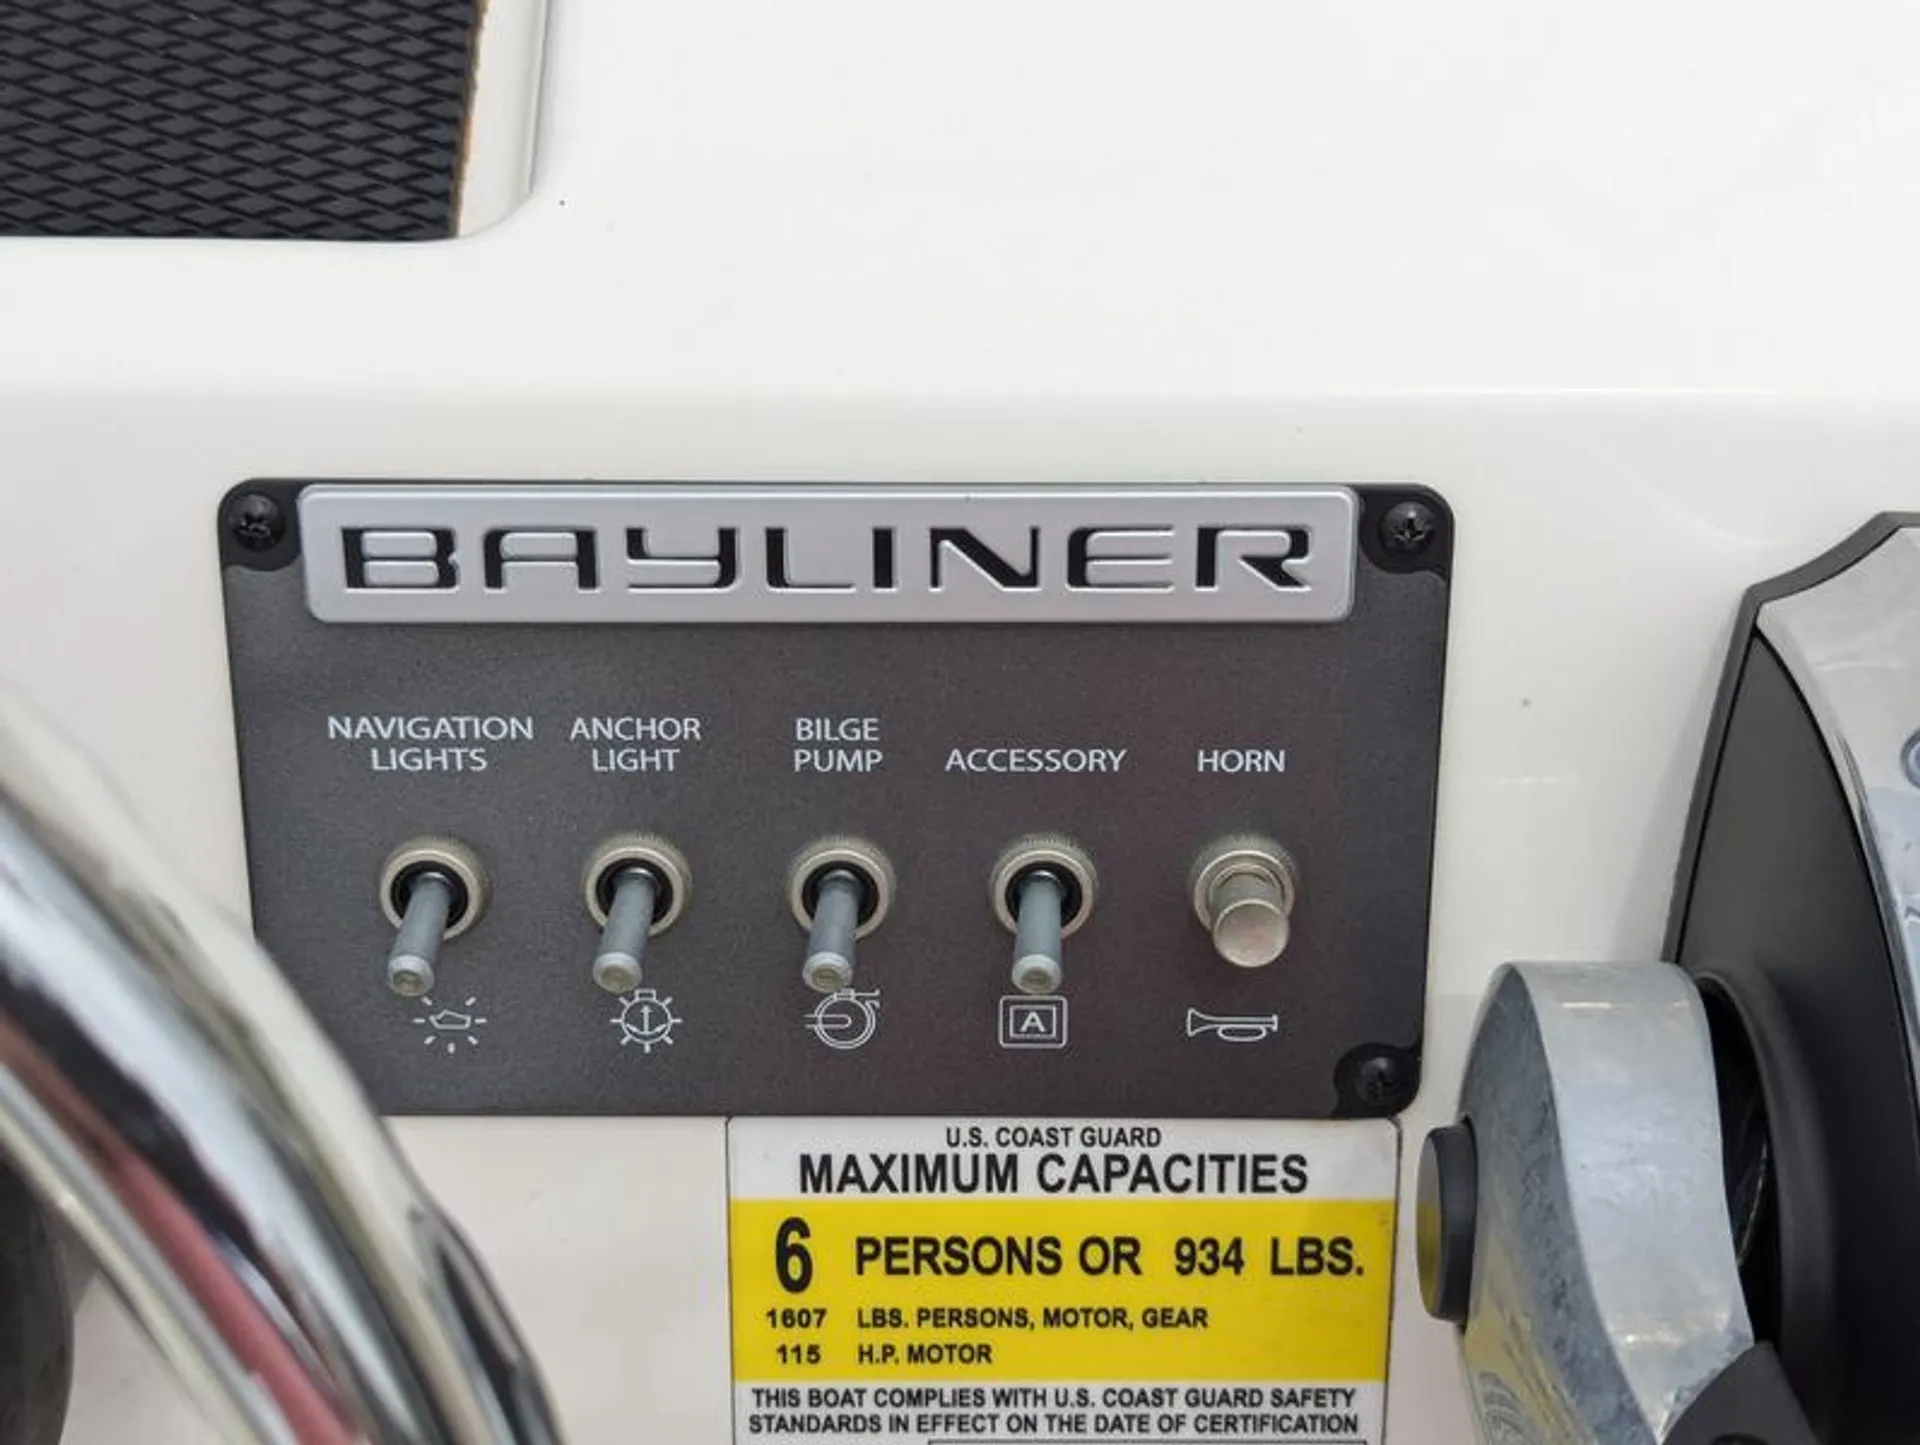 BAYLINER
NAVIGATION
LIGHTS
ANCHOR
LIGHT
BILGE
PUMP
ACCESSORY
HORN
A
U.S. COAST GUARD
MAXIMUM CAPACITIES
6 PERSONS OR 934 LBS.
1607 LBS. PERSONS, MOTOR, GEAR
115 H.P. MOTOR
THIS BOAT COMPLIES WITH U.S. COAST GUARD SAFETY
STANDARDS IN EFFECT ON THE DATE OF CERTIFICATION